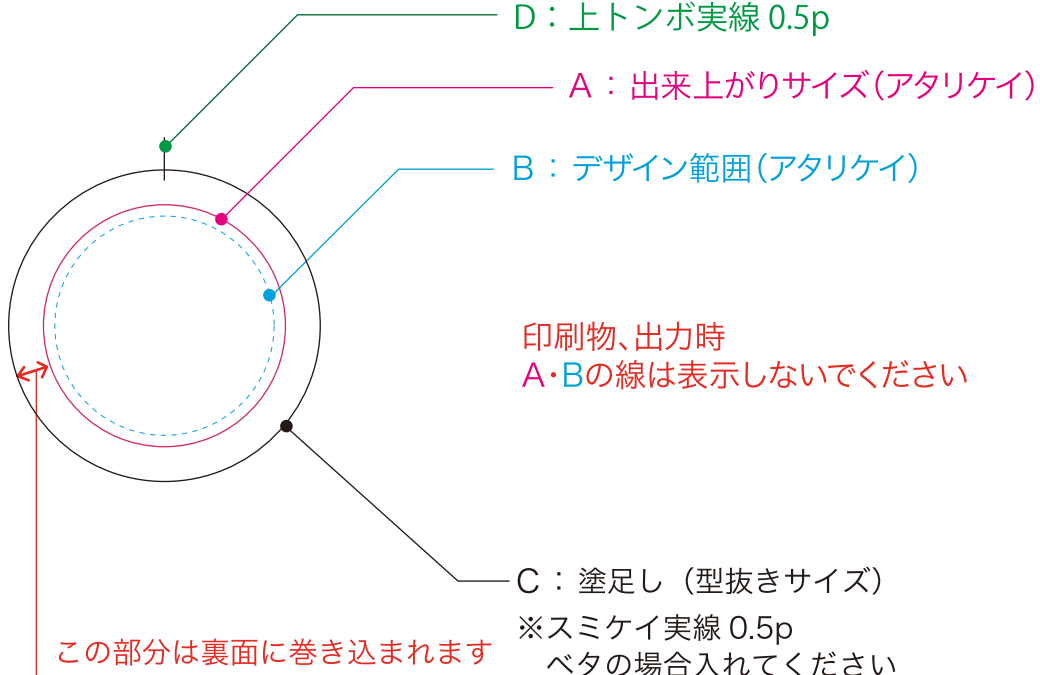 D：上トンボ実線 0.5p
A：出来上がりサイズ（アタリケイ）
B：デザイン範囲（アタリケイ）
印刷物、出力時
A・Bの線は表示しないでください
C：塗足し（型抜きサイズ）
※スミケイ実線 0.5p
ベタの場合入れてください
この部分は裏面に巻き込まれます